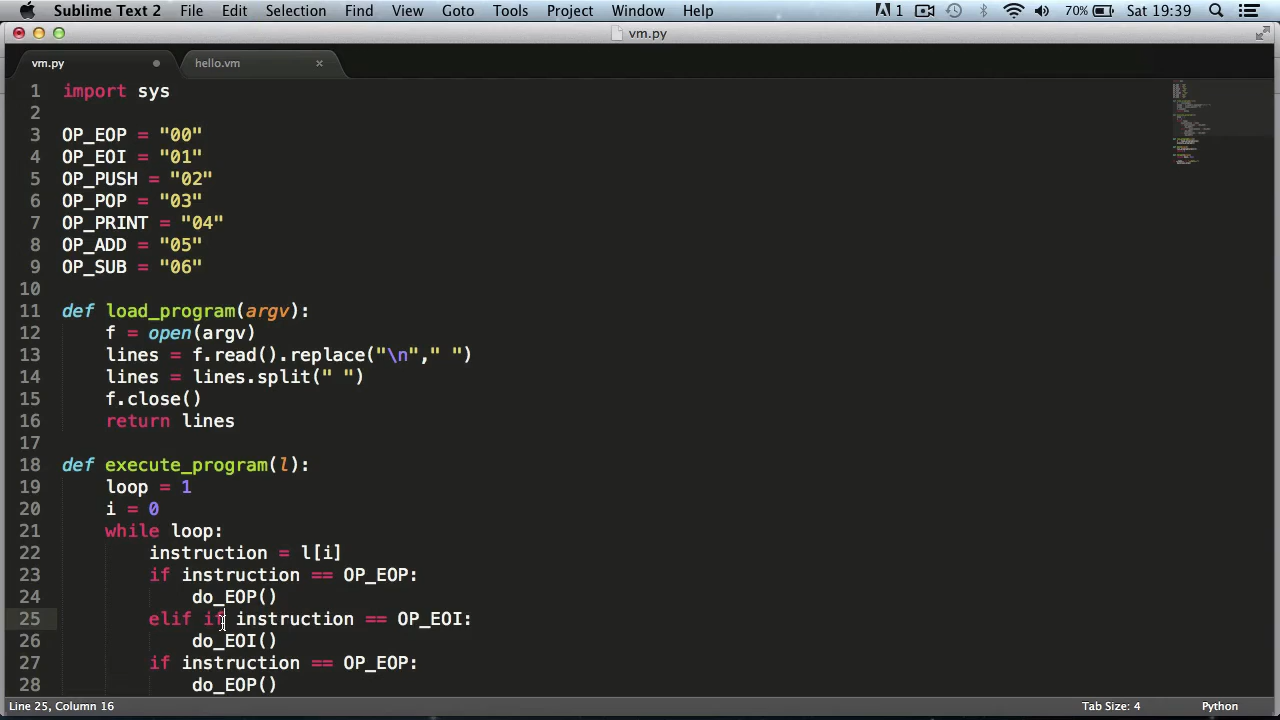 Sublime Text 2 File Edit Selection Find View Goto Tools Project Window Help 1 70% Sat 19:39
vm.py
vm.py hello.vm
1 import sys
2
3 OP_EOP = "00"
4 OP_EOI = "01"
5 OP_PUSH = "02"
6 OP_POP = "03"
7 OP_PRINT = "04"
8 OP_ADD = "05"
9 OP_SUB = "06"
10
11 def load_program(argv):
12 f = open(argv)
13 lines = f.read().replace("\n"," ")
14 lines = lines.split(" ")
15 f.close()
16 return lines
17
18 def execute_program(l):
19 loop = 1
20 i = 0
21 while loop:
22 instruction = l[i]
23 if instruction == OP_EOP:
24 do_EOP()
25 elif if instruction == OP_EOI:
26 do_EOI()
27 if instruction == OP_EOP:
28 do_EOP()
Line 25, Column 16 Tab Size: 4 Python